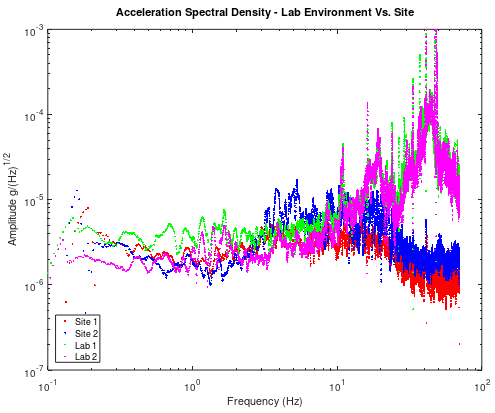 Acceleration Spectral Density - Lab Environment Vs. Site
10^-3
10^-4
10^-5
10^-6
10^-7
Amplitude g/(Hz)^1/2
Site 1
Site 2
Lab 1
Lab 2
10^-1
10^0
10^1
10^2
Frequency (Hz)